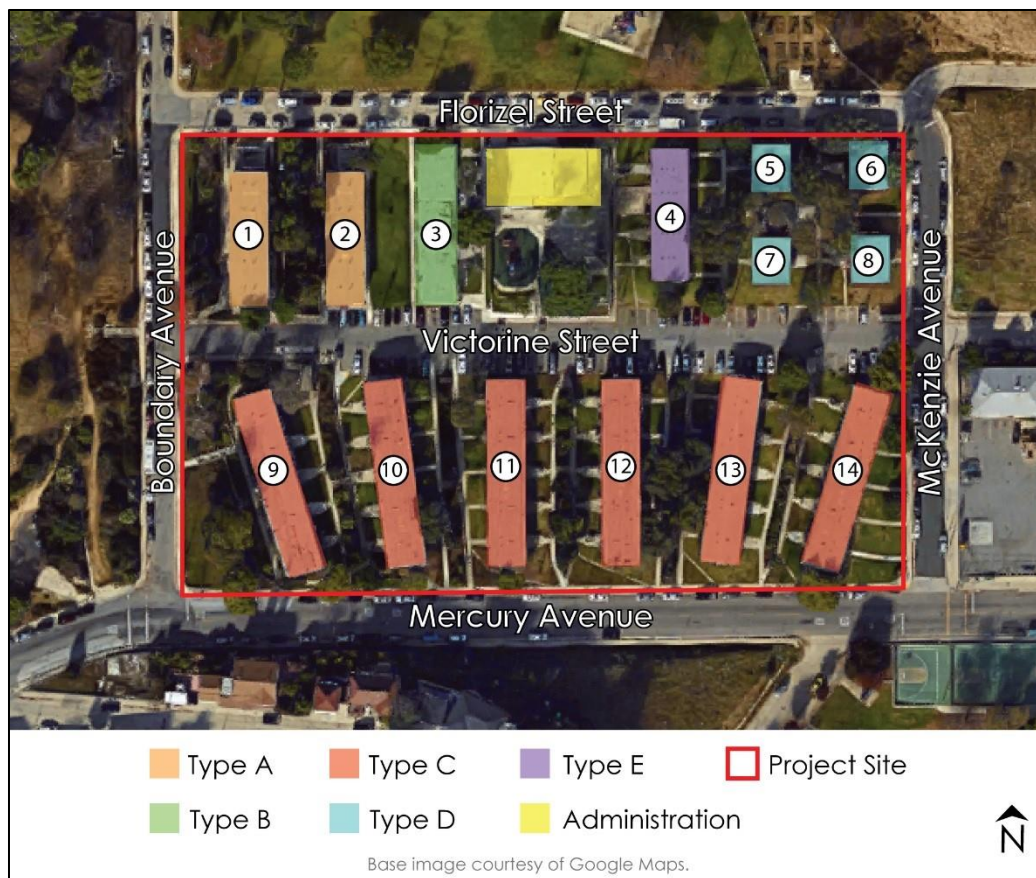 Florizel Street
1
2
3
4
5
6
7
8
Boundary Avenue
McKenzie Avenue
Victorine Street
9
10
11
12
13
14
Mercury Avenue
Type A
Type C
Type E
Project Site
Type B
Type D
Administration
N
Base image courtesy of Google Maps.